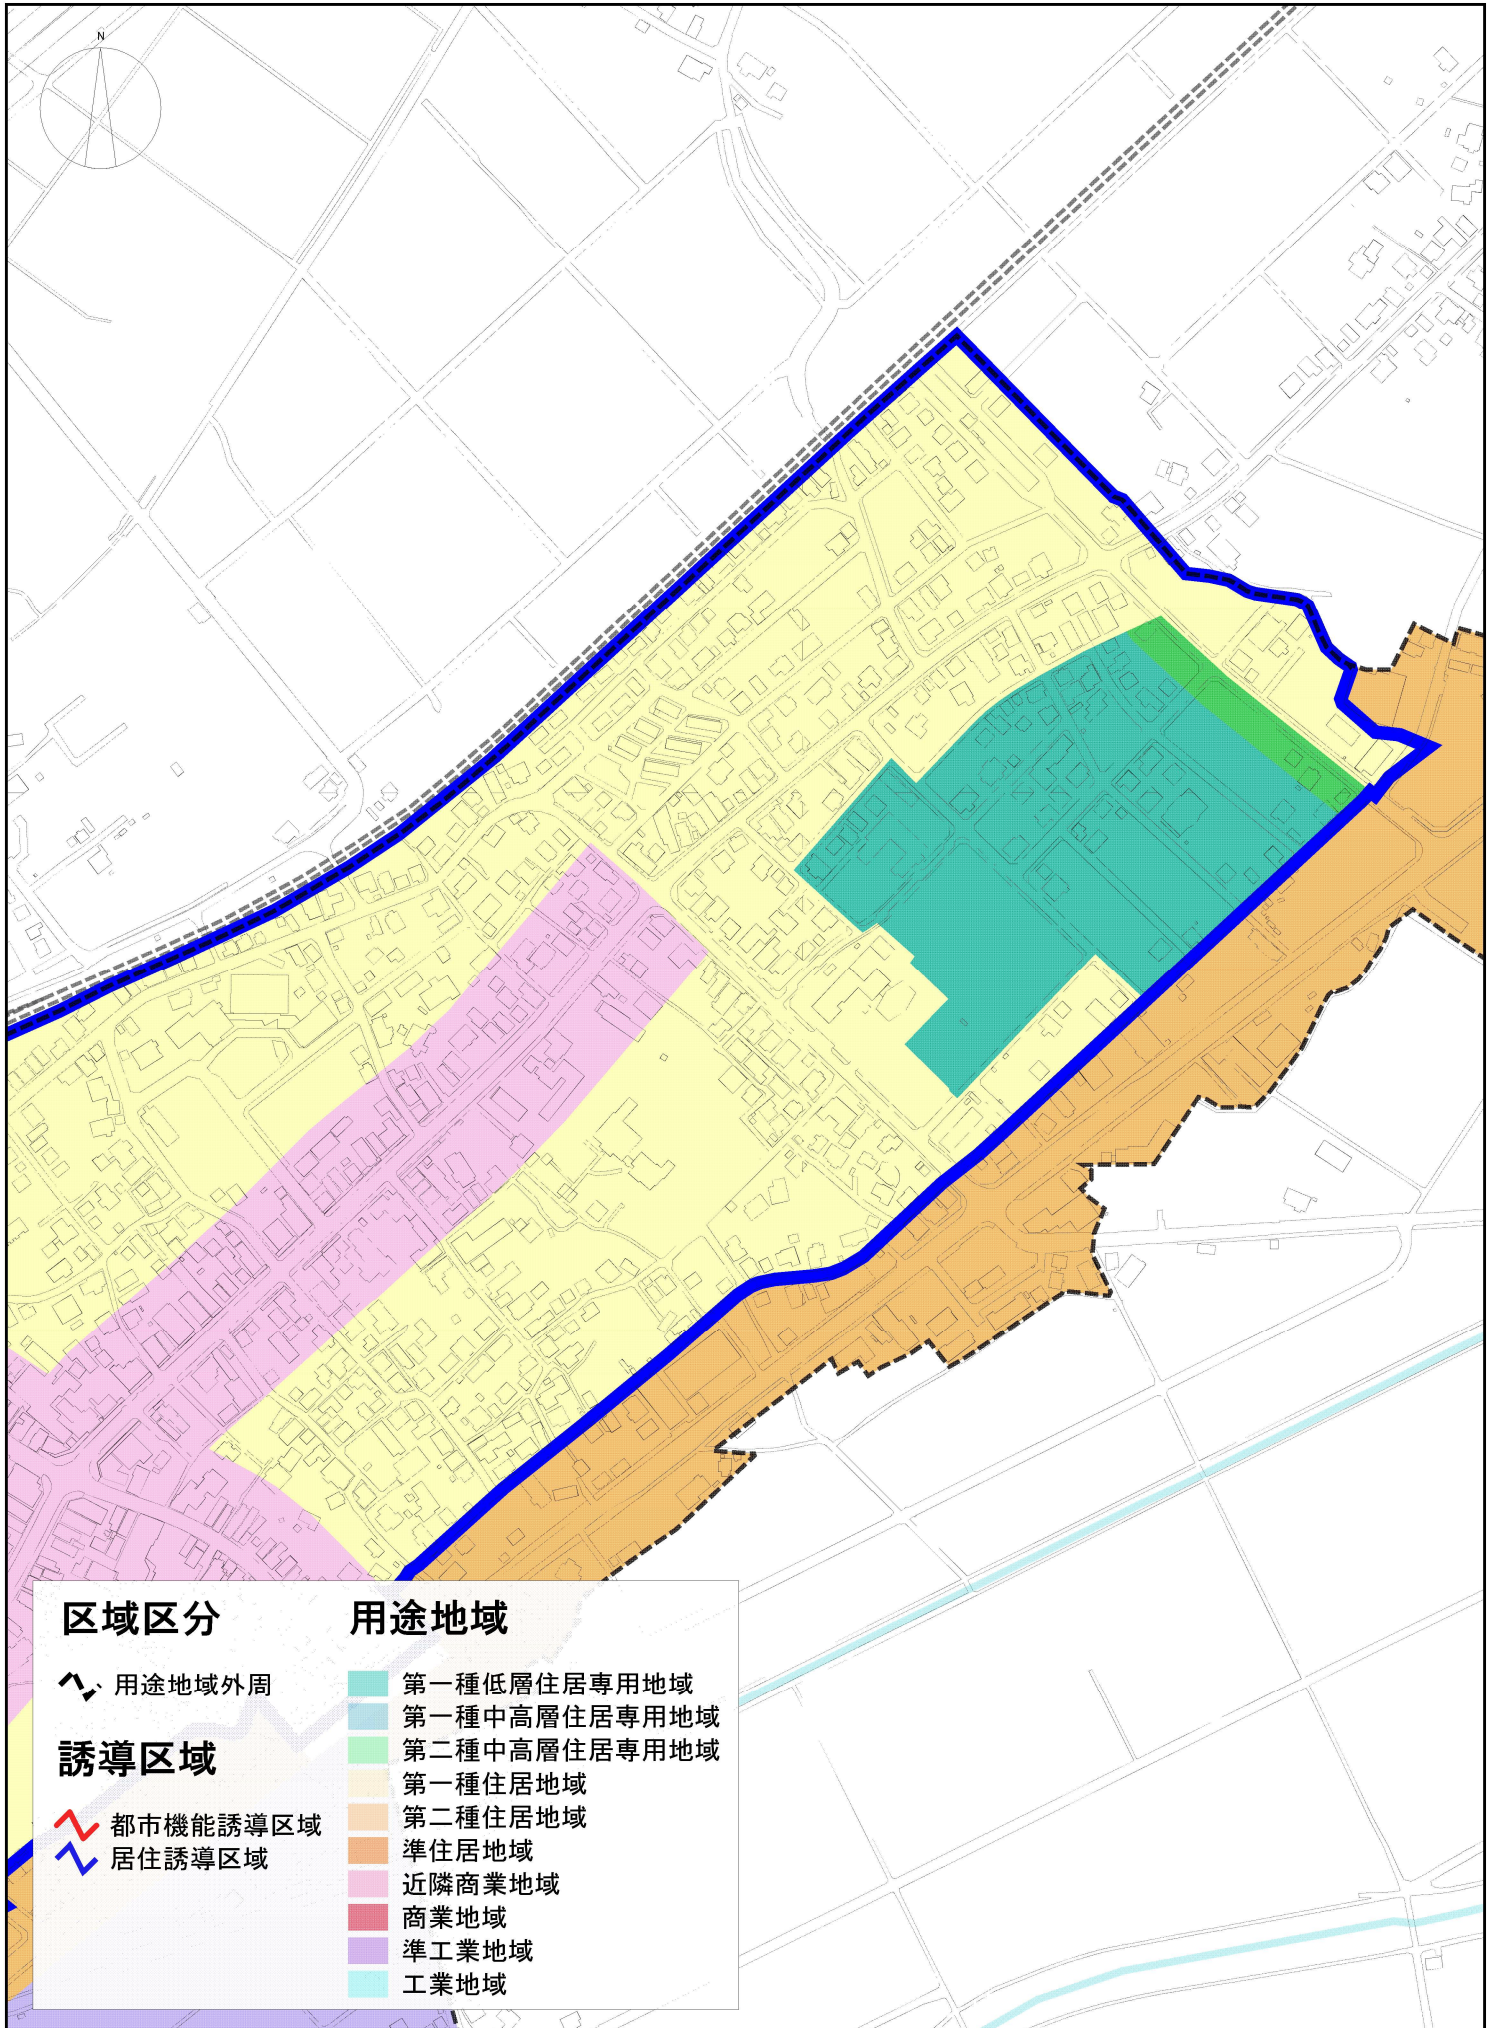 N
区域区分
用途地域外周
誘導区域
都市機能誘導区域
居住誘導区域
用途地域
第一種低層住居専用地域
第一種中高層住居専用地域
第二種中高層住居専用地域
第一種住居地域
第二種住居地域
準住居地域
近隣商業地域
商業地域
準工業地域
工業地域